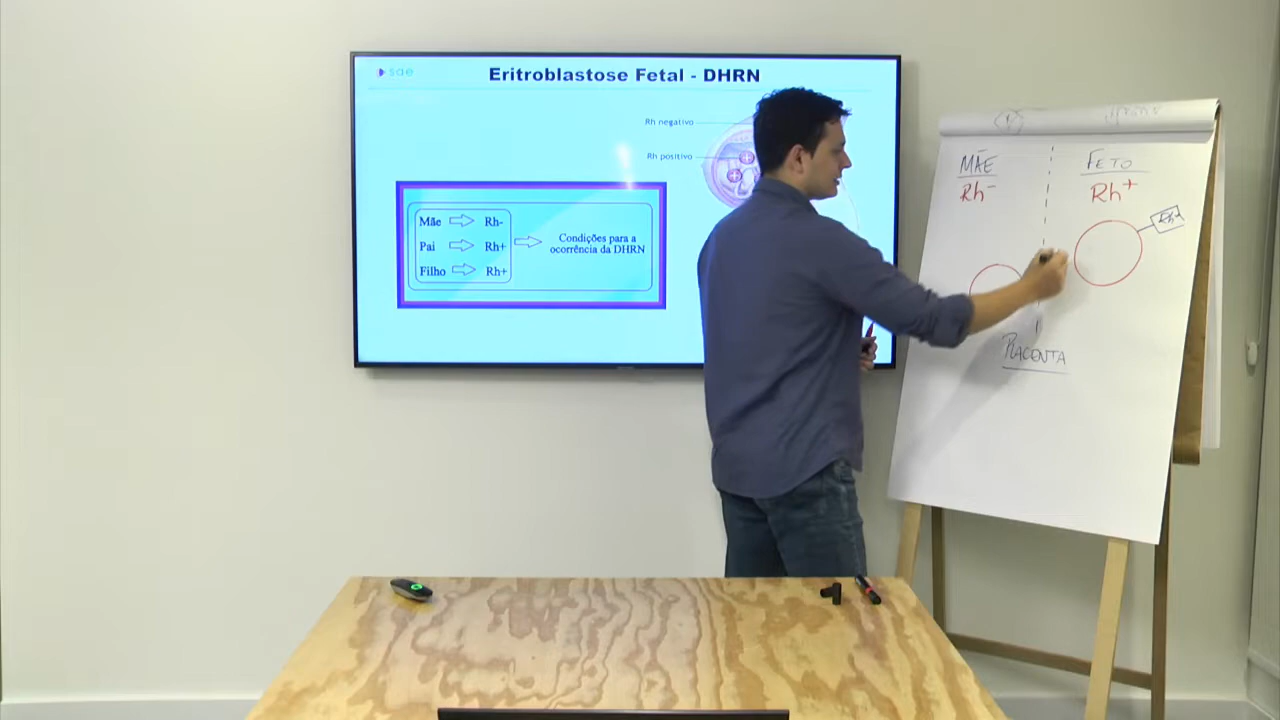 sae
Eritroblastose Fetal - DHRN
Rh negativo
Rh positivo
Mãe Rh-
Pai Rh+
Filho Rh+
Condições para a
ocorrência da DHRN
MÃE
Rh-
FETO
Rh+
PLACENTA